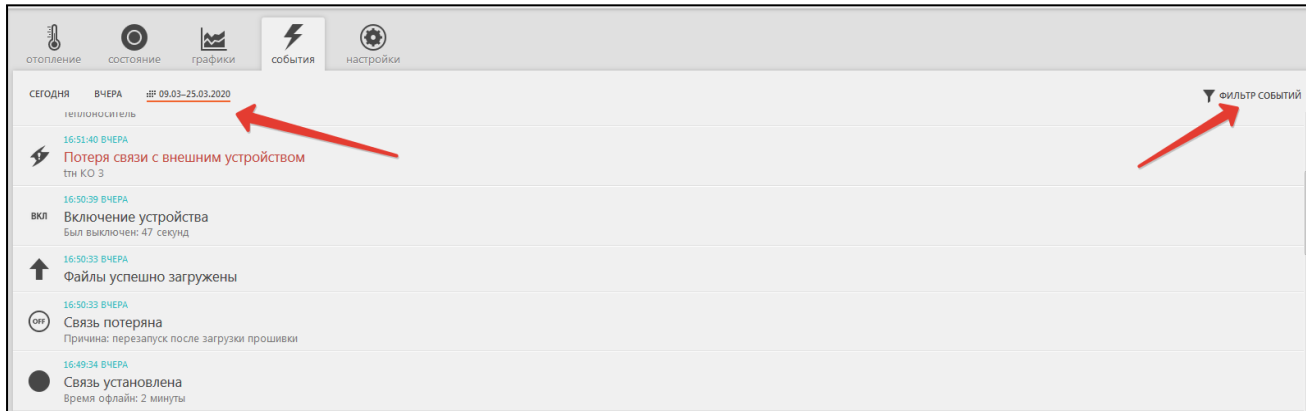 отопление состояние графики события настройки
СЕГОДНЯ ВЧЕРА 09.03–25.03.2020 ФИЛЬТР СОБЫТИЙ
теплоноситель
16:51:40 ВЧЕРА
Потеря связи с внешним устройством
ттн КО 3
16:50:39 ВЧЕРА
ВКЛ Включение устройства
Был выключен: 47 секунд
16:50:33 ВЧЕРА
Файлы успешно загружены
16:50:33 ВЧЕРА
OFF Связь потеряна
Причина: перезапуск после загрузки прошивки
16:49:34 ВЧЕРА
Связь установлена
Время офлайн: 2 минуты